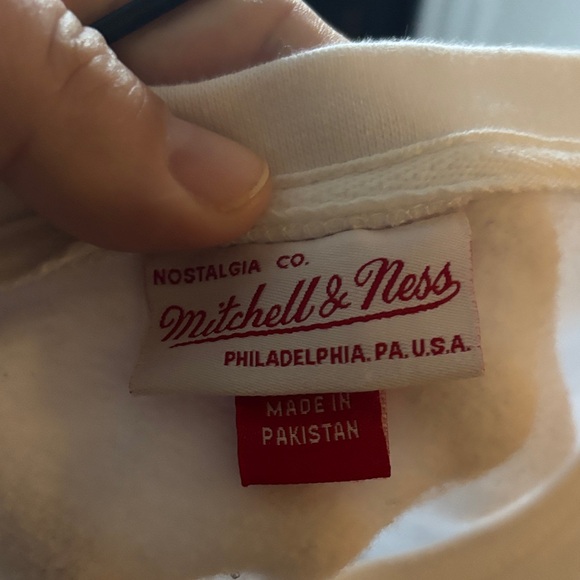 NOSTALGIA CO.
Mitchell & Ness
PHILADELPHIA. PA. U.S.A.
MADE IN
PAKISTAN